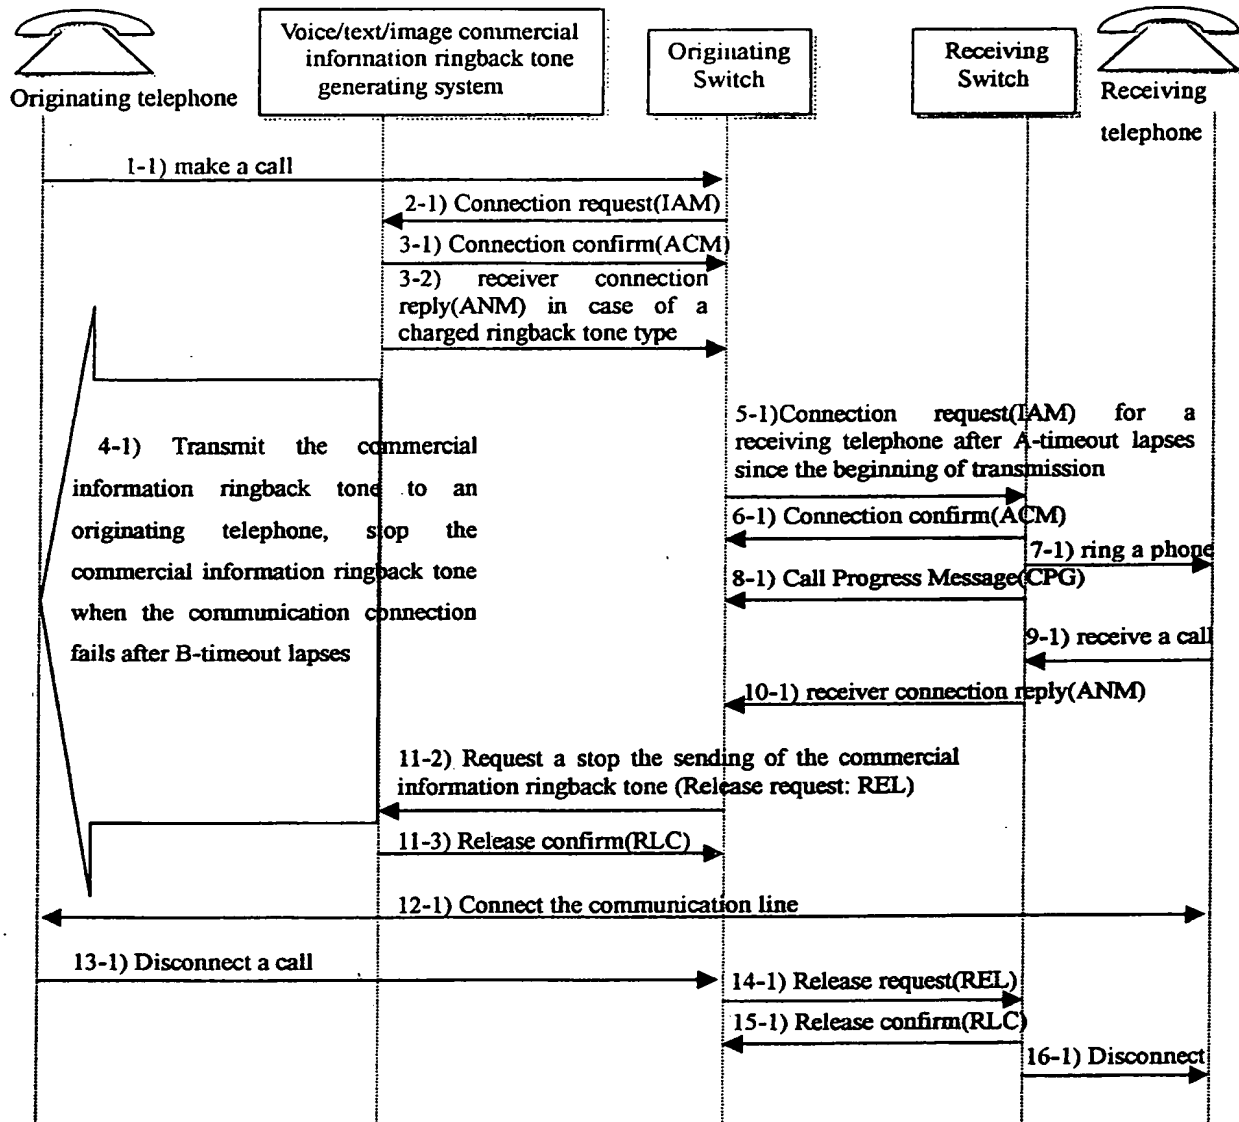 Voice/text/image commercial
information ringback tone
generating system
Originating
Switch
Receiving
Switch
Originating telephone
Receiving
telephone
1-1) make a call
2-1) Connection request(IAM)
3-1) Connection confirm(ACM)
3-2) receiver connection
reply(ANM) in case of a
charged ringback tone type
4-1) Transmit the commercial
information ringback tone to an
originating telephone, stop the
commercial information ringback tone
when the communication connection
fails after B-timeout lapses
5-1)Connection request(IAM) for a
receiving telephone after A-timeout lapses
since the beginning of transmission
6-1) Connection confirm(ACM)
7-1) ring a phone
8-1) Call Progress Message(CPG)
9-1) receive a call
10-1) receiver connection reply(ANM)
11-2) Request a stop the sending of the commercial
information ringback tone (Release request: REL)
11-3) Release confirm(RLC)
12-1) Connect the communication line
13-1) Disconnect a call
14-1) Release request(REL)
15-1) Release confirm(RLC)
16-1) Disconnect